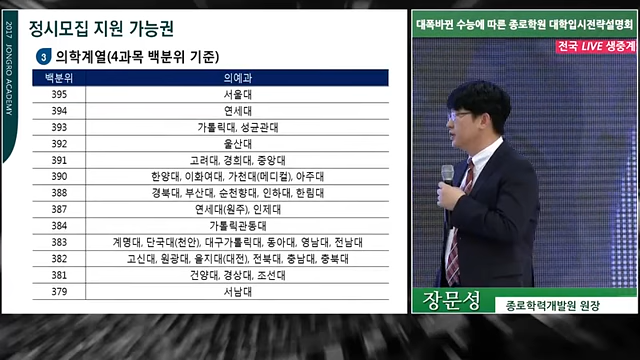 2017 JONGRO ACADEMY
정시모집 지원 가능권
3 의학계열(4과목 백분위 기준)
백분위 의예과
395 서울대
394 연세대
393 가톨릭대, 성균관대
392 울산대
391 고려대, 경희대, 중앙대
390 한양대, 이화여대, 가천대(메디컬), 아주대
388 경북대, 부산대, 순천향대, 인하대, 한림대
387 연세대(원주), 인제대
384 가톨릭관동대
383 계명대, 단국대(천안), 대구가톨릭대, 동아대, 영남대, 전남대
382 고신대, 원광대, 을지대(대전), 전북대, 충남대, 충북대
381 건양대, 경상대, 조선대
379 서남대
대폭바뀐 수능에 따른 종로학원 대학입시전략설명회
전국 LIVE 생중계
장문성
종로학력개발원 원장